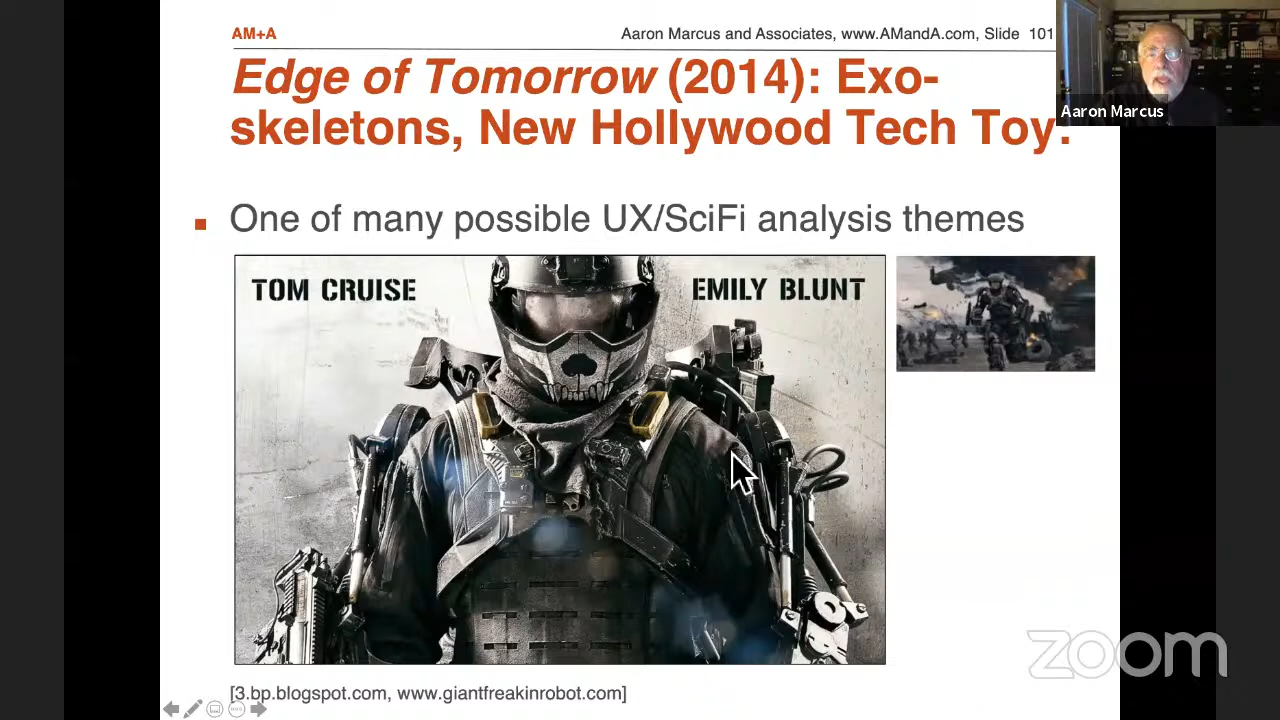 AM+A
Aaron Marcus and Associates, www.AMandA.com, Slide 101
Edge of Tomorrow (2014): Exo-
skeletons, New Hollywood Tech Toy.
Aaron Marcus
One of many possible UX/SciFi analysis themes
TOM CRUISE
EMILY BLUNT
zoom
[3.bp.blogspot.com, www.giantfreakinrobot.com]